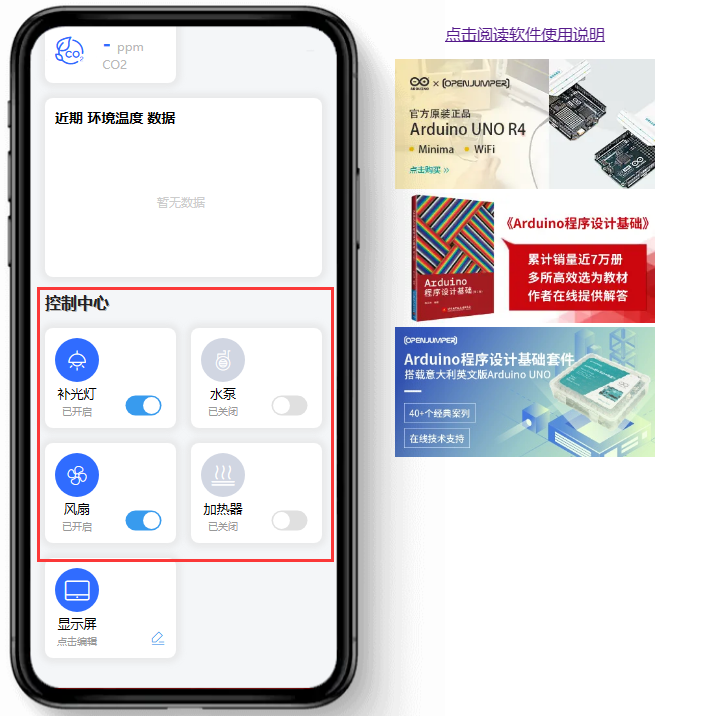 - ppm
CO2
近期 环境温度 数据
暂无数据
控制中心
补光灯
已开启
水泵
已关闭
风扇
已开启
加热器
已关闭
显示屏
点击编辑
点击阅读软件使用说明
ARDUINO × OPENJUMPER
官方原装正品
Arduino UNO R4
Minima WiFi
点击购买 》
Arduino
程序设计基础
《Arduino程序设计基础》
累计销量近7万册
多所高效选为教材
作者在线提供解答
OPENJUMPER
Arduino程序设计基础套件
搭载意大利英文版Arduino UNO
40+个经典案列
在线技术支持